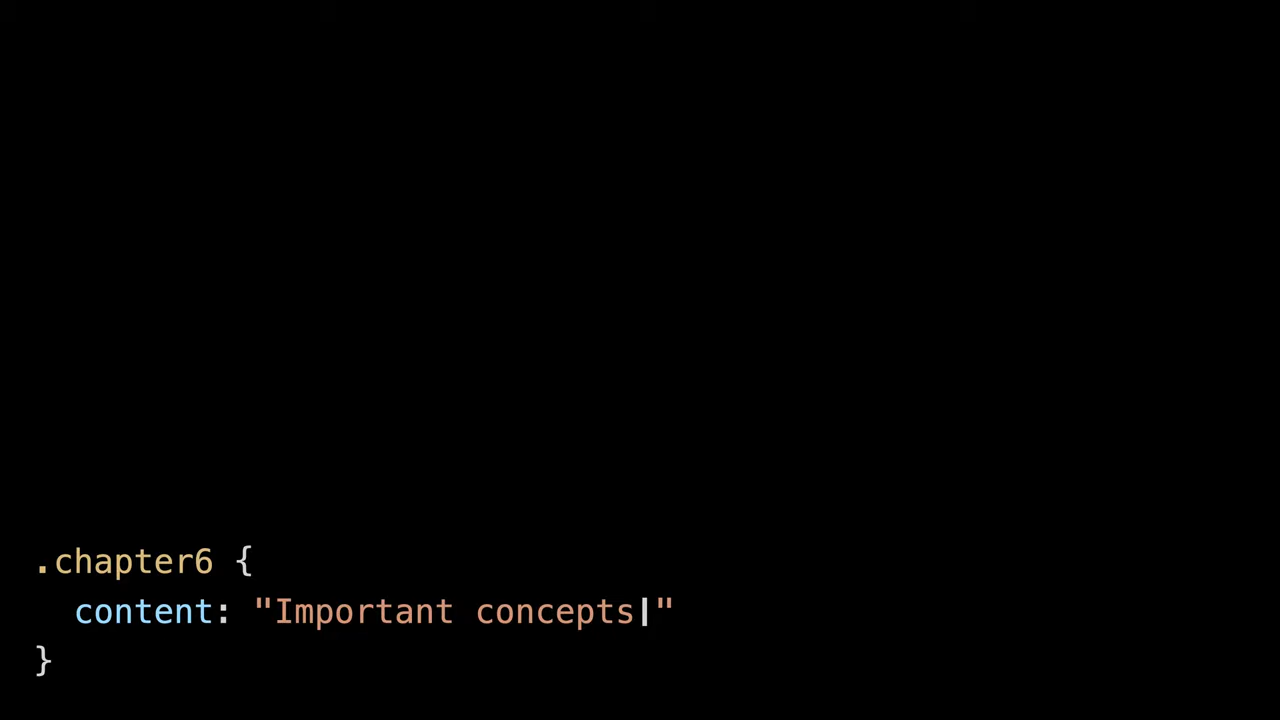 .chapter6 {
  content: "Important concepts"
}